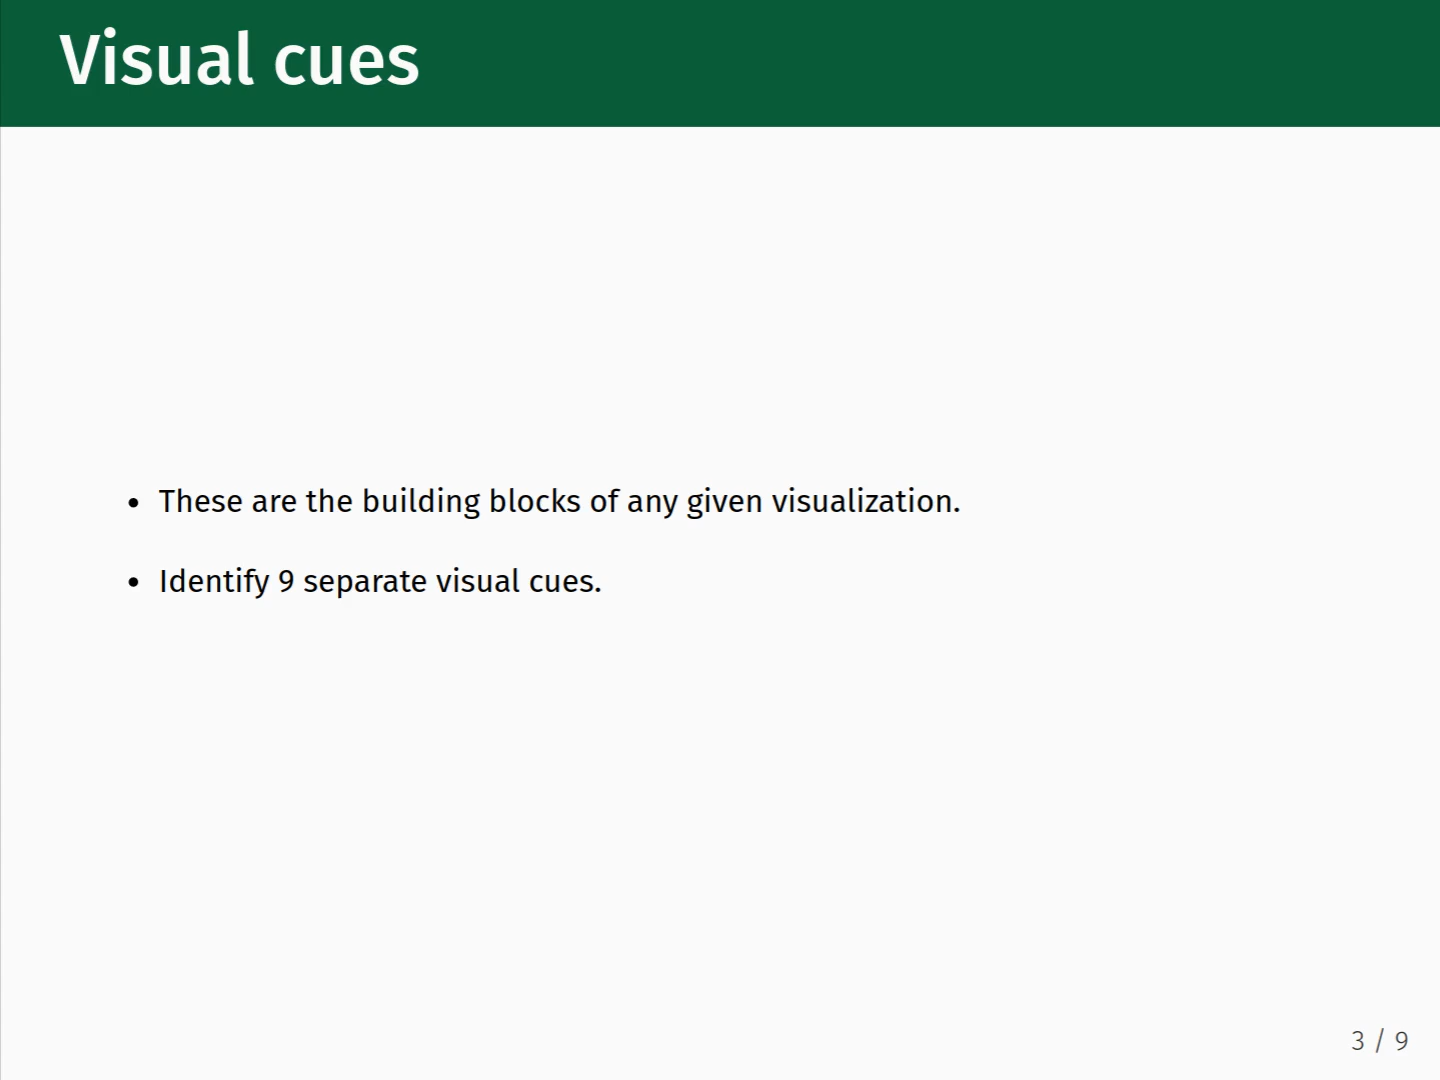 Visual cues
• These are the building blocks of any given visualization.
• Identify 9 separate visual cues.
3 / 9